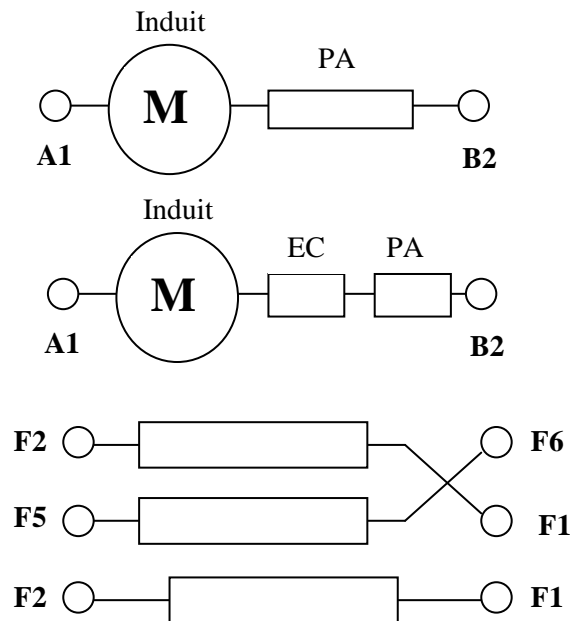 Induit
PA
M
A1 B2
Induit
EC PA
M
A1 B2
F2 F6
F5 F1
F2 F1